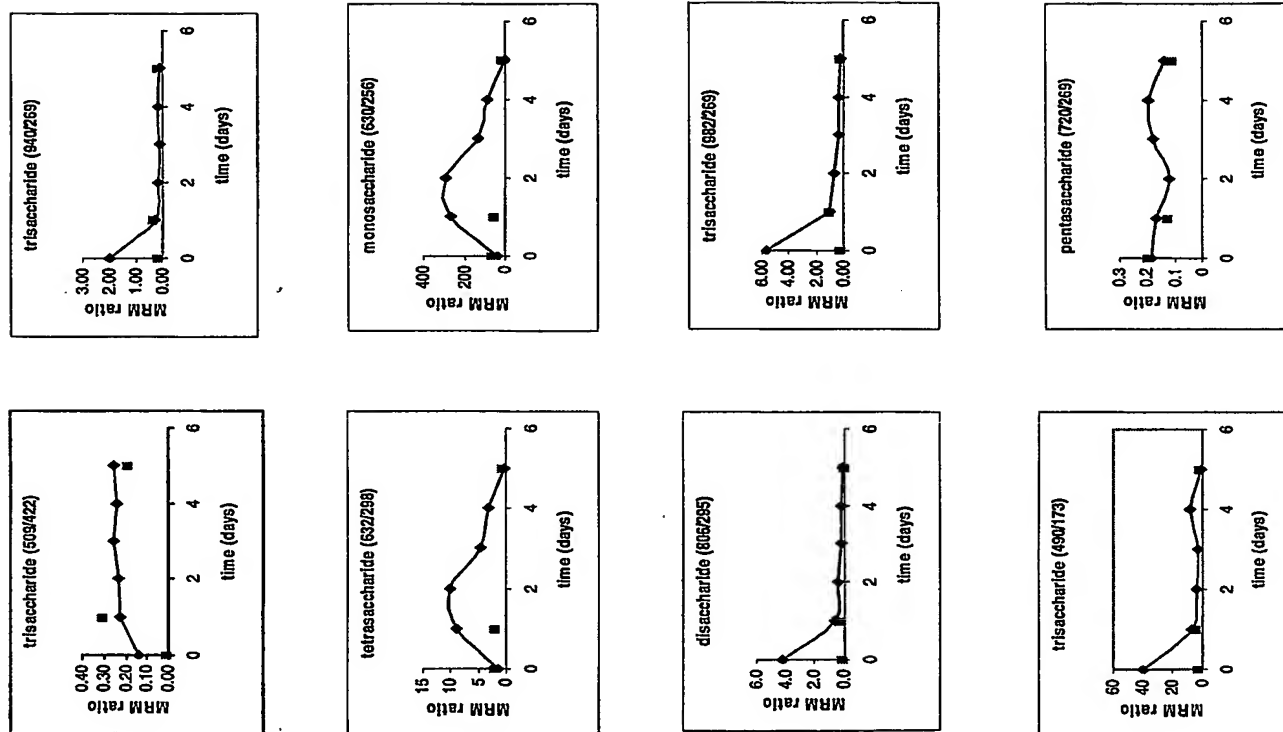 trisaccharide (509/422)
MRM ratio
0.40
0.30
0.20
0.10
0.00
0 2 4 6
time (days)
trisaccharide (940/269)
MRM ratio
3.00
2.00
1.00
0.00
0 2 4 6
time (days)
tetrasaccharide (632/298)
MRM ratio
15
10
5
0
0 2 4 6
time (days)
monosaccharide (630/256)
MRM ratio
400
200
0
0 2 4 6
time (days)
disaccharide (806/295)
MRM ratio
6.0
4.0
2.0
0.0
0 2 4 6
time (days)
trisaccharide (982/269)
MRM ratio
6.00
4.00
2.00
0.00
0 2 4 6
time (days)
trisaccharide (490/173)
MRM ratio
60
40
20
0
0 2 4 6
time (days)
pentasaccharide (720/269)
MRM ratio
0.3
0.2
0.1
0
0 2 4 6
time (days)